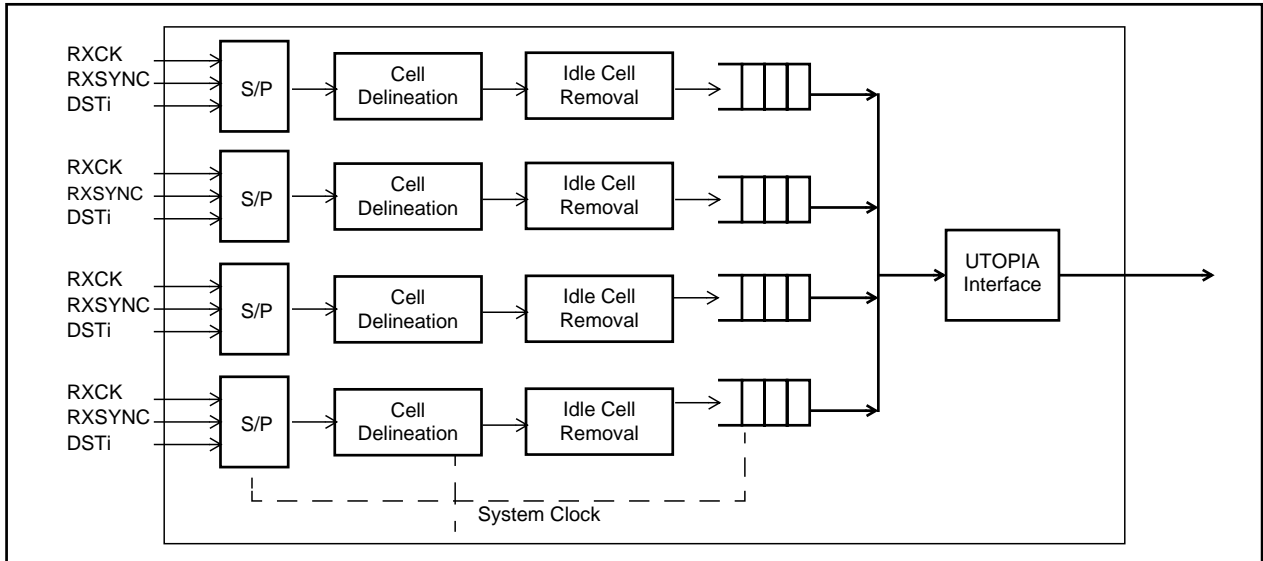 RXCK
RXSYNC
DSTi
S/P
Cell
Delineation
Idle Cell
Removal
RXCK
RXSYNC
DSTi
S/P
Cell
Delineation
Idle Cell
Removal
UTOPIA
Interface
RXCK
RXSYNC
DSTi
S/P
Cell
Delineation
Idle Cell
Removal
RXCK
RXSYNC
DSTi
S/P
Cell
Delineation
Idle Cell
Removal
System Clock